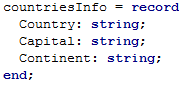 countriesInfo = record
  Country: string;
  Capital: string;
  Continent: string;
end;